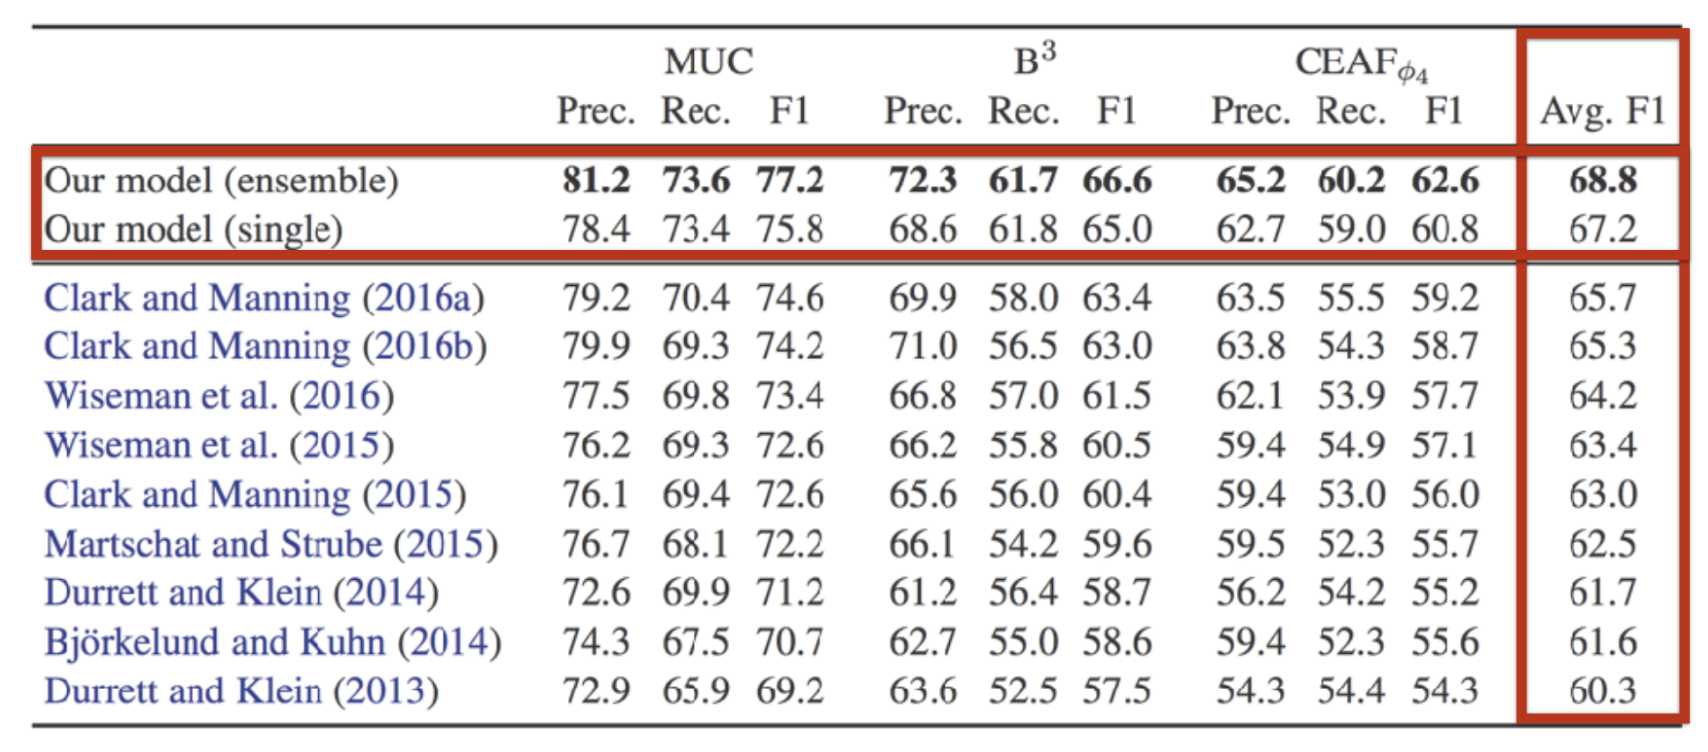 MUC B³ CEAFϕ4
Prec. Rec. F1 Prec. Rec. F1 Prec. Rec. F1 Avg. F1
Our model (ensemble) 81.2 73.6 77.2 72.3 61.7 66.6 65.2 60.2 62.6 68.8
Our model (single) 78.4 73.4 75.8 68.6 61.8 65.0 62.7 59.0 60.8 67.2
Clark and Manning (2016a) 79.2 70.4 74.6 69.9 58.0 63.4 63.5 55.5 59.2 65.7
Clark and Manning (2016b) 79.9 69.3 74.2 71.0 56.5 63.0 63.8 54.3 58.7 65.3
Wiseman et al. (2016) 77.5 69.8 73.4 66.8 57.0 61.5 62.1 53.9 57.7 64.2
Wiseman et al. (2015) 76.2 69.3 72.6 66.2 55.8 60.5 59.4 54.9 57.1 63.4
Clark and Manning (2015) 76.1 69.4 72.6 65.6 56.0 60.4 59.4 53.0 56.0 63.0
Martschat and Strube (2015) 76.7 68.1 72.2 66.1 54.2 59.6 59.5 52.3 55.7 62.5
Durrett and Klein (2014) 72.6 69.9 71.2 61.2 56.4 58.7 56.2 54.2 55.2 61.7
Björkelund and Kuhn (2014) 74.3 67.5 70.7 62.7 55.0 58.6 59.4 52.3 55.6 61.6
Durrett and Klein (2013) 72.9 65.9 69.2 63.6 52.5 57.5 54.3 54.4 54.3 60.3